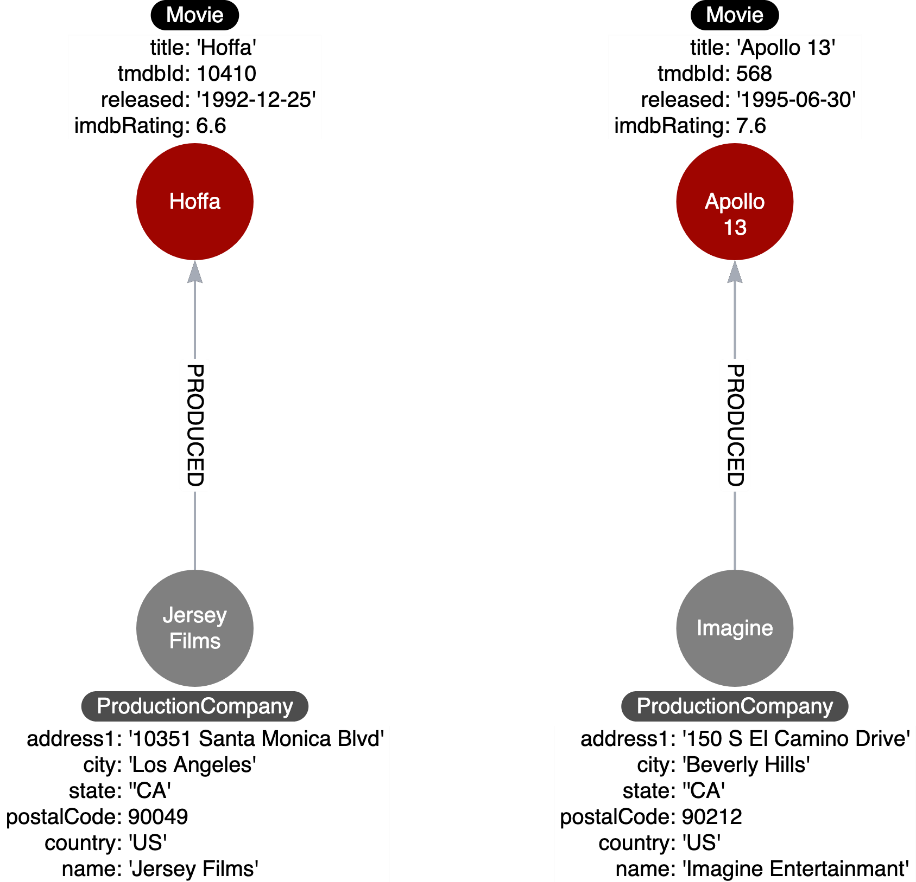 Movie
title: 'Hoffa'
tmdbId: 10410
released: '1992-12-25'
imdbRating: 6.6
Hoffa
PRODUCED
Jersey
Films
ProductionCompany
address1: '10351 Santa Monica Blvd'
city: 'Los Angeles'
state: "CA'
postalCode: 90049
country: 'US'
name: 'Jersey Films'
Movie
title: 'Apollo 13'
tmdbId: 568
released: '1995-06-30'
imdbRating: 7.6
Apollo
13
PRODUCED
Imagine
ProductionCompany
address1: '150 S El Camino Drive'
city: 'Beverly Hills'
state: "CA'
postalCode: 90212
country: 'US'
name: 'Imagine Entertainmant'